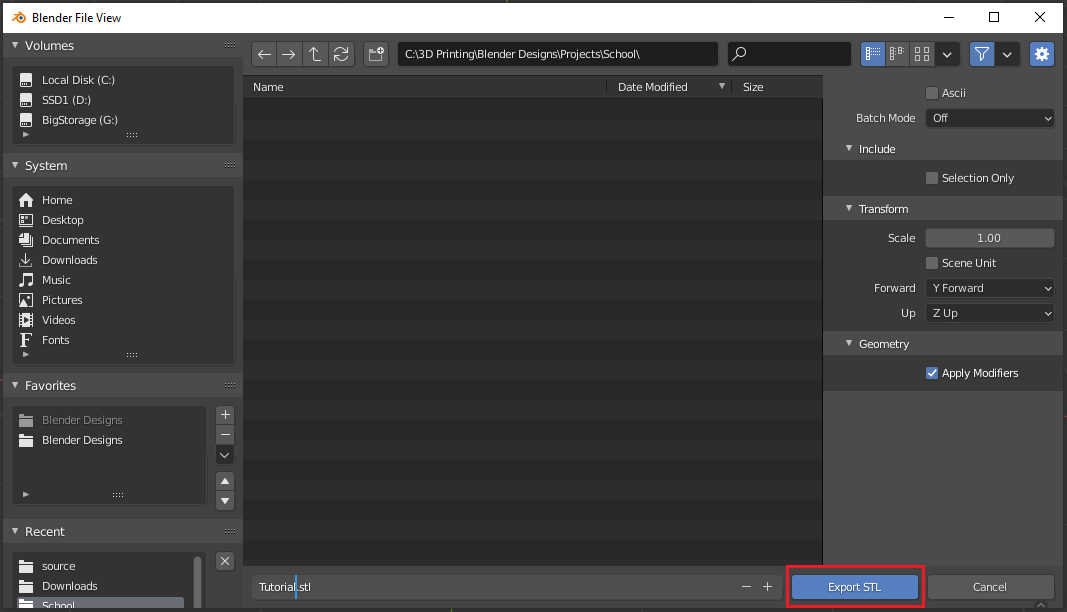 Blender File View
Volumes
Local Disk (C:)
SSD1 (D:)
BigStorage (G:)
System
Home
Desktop
Documents
Downloads
Music
Pictures
Videos
Fonts
Favorites
Blender Designs
Blender Designs
Recent
source
Downloads
School
C:\3D Printing\Blender Designs\Projects\School\
Name Date Modified Size
Tutorial.stl
Ascii
Batch Mode Off
Include
Selection Only
Transform
Scale 1.00
Scene Unit
Forward Y Forward
Up Z Up
Geometry
Apply Modifiers
Export STL Cancel